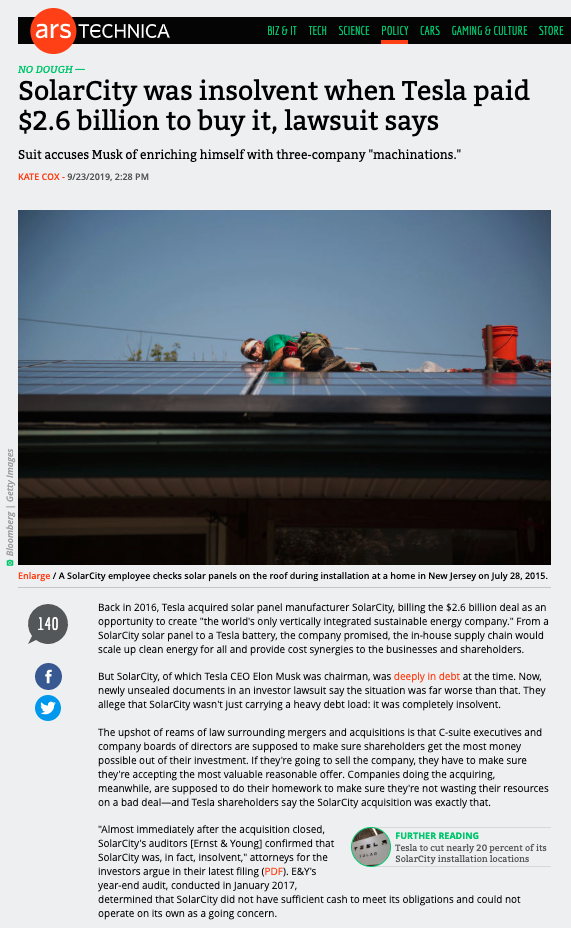 ars TECHNICA
BIZ & IT TECH SCIENCE POLICY CARS GAMING & CULTURE STORE
NO DOUGH —
SolarCity was insolvent when Tesla paid
$2.6 billion to buy it, lawsuit says
Suit accuses Musk of enriching himself with three-company "machinations."
KATE COX - 9/23/2019, 2:28 PM
Bloomberg | Getty Images
Enlarge / A SolarCity employee checks solar panels on the roof during installation at a home in New Jersey on July 28, 2015.
140
Back in 2016, Tesla acquired solar panel manufacturer SolarCity, billing the $2.6 billion deal as an
opportunity to create "the world's only vertically integrated sustainable energy company." From a
SolarCity solar panel to a Tesla battery, the company promised, the in-house supply chain would
scale up clean energy for all and provide cost synergies to the businesses and shareholders.
But SolarCity, of which Tesla CEO Elon Musk was chairman, was deeply in debt at the time. Now,
newly unsealed documents in an investor lawsuit say the situation was far worse than that. They
allege that SolarCity wasn't just carrying a heavy debt load: it was completely insolvent.
The upshot of reams of law surrounding mergers and acquisitions is that C-suite executives and
company boards of directors are supposed to make sure shareholders get the most money
possible out of their investment. If they're going to sell the company, they have to make sure
they're accepting the most valuable reasonable offer. Companies doing the acquiring,
meanwhile, are supposed to do their homework to make sure they're not wasting their resources
on a bad deal—and Tesla shareholders say the SolarCity acquisition was exactly that.
"Almost immediately after the acquisition closed,
SolarCity's auditors [Ernst & Young] confirmed that
SolarCity was, in fact, insolvent," attorneys for the
investors argue in their latest filing (PDF). E&Y's
year-end audit, conducted in January 2017,
determined that SolarCity did not have sufficient cash to meet its obligations and could not
operate on its own as a going concern.
TESLA
SOLAR
FURTHER READING
Tesla to cut nearly 20 percent of its
SolarCity installation locations